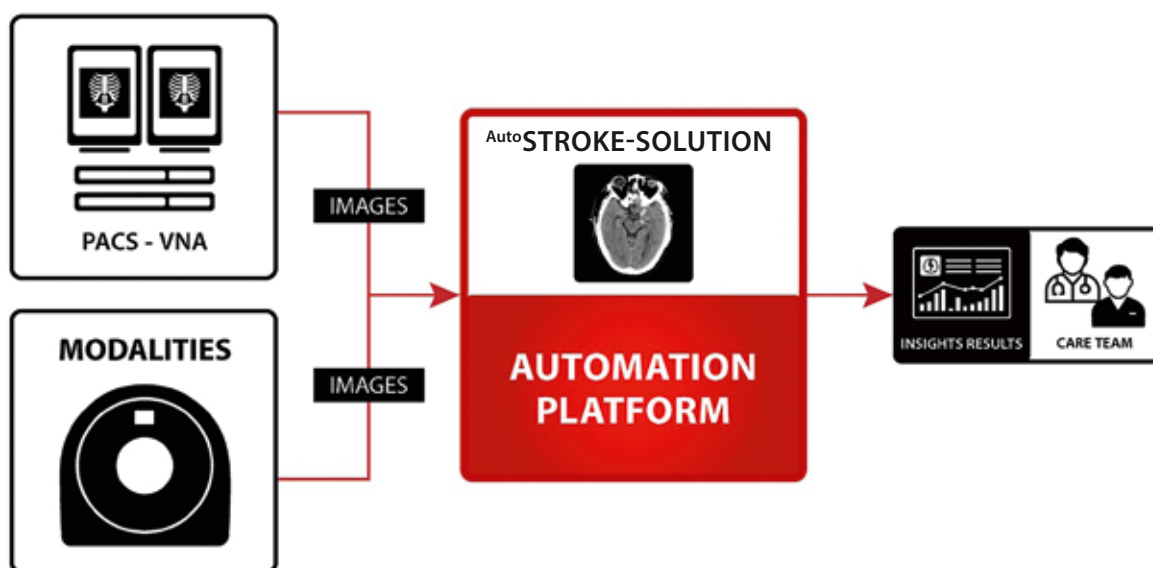 PACS - VNA
IMAGES
MODALITIES
IMAGES
AutoSTROKE-SOLUTION
AUTOMATION
PLATFORM
INSIGHTS RESULTS
CARE TEAM